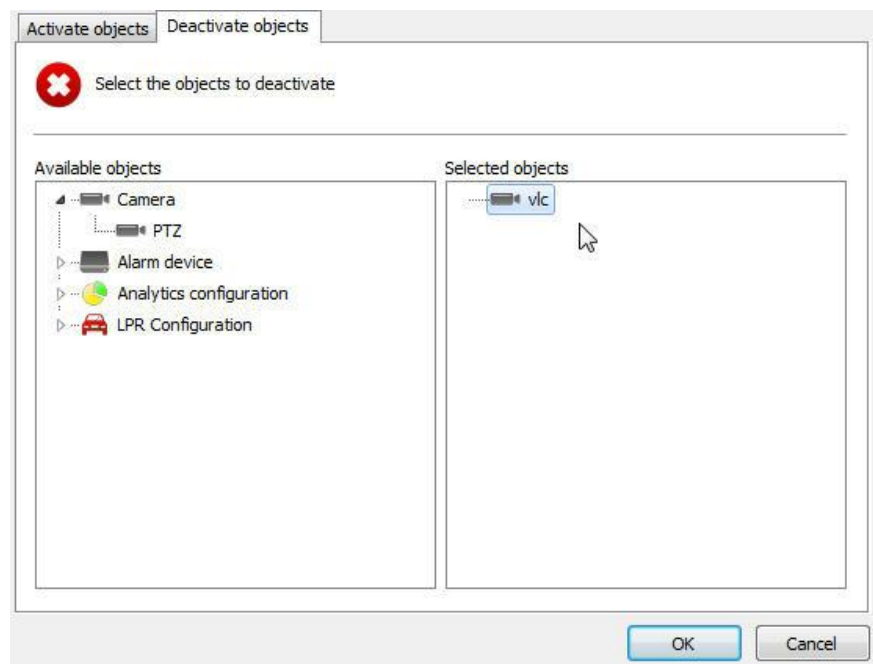 Activate objects Deactivate objects
Select the objects to deactivate
Available objects Selected objects
Camera vlc
PTZ
Alarm device
Analytics configuration
LPR Configuration
OK Cancel